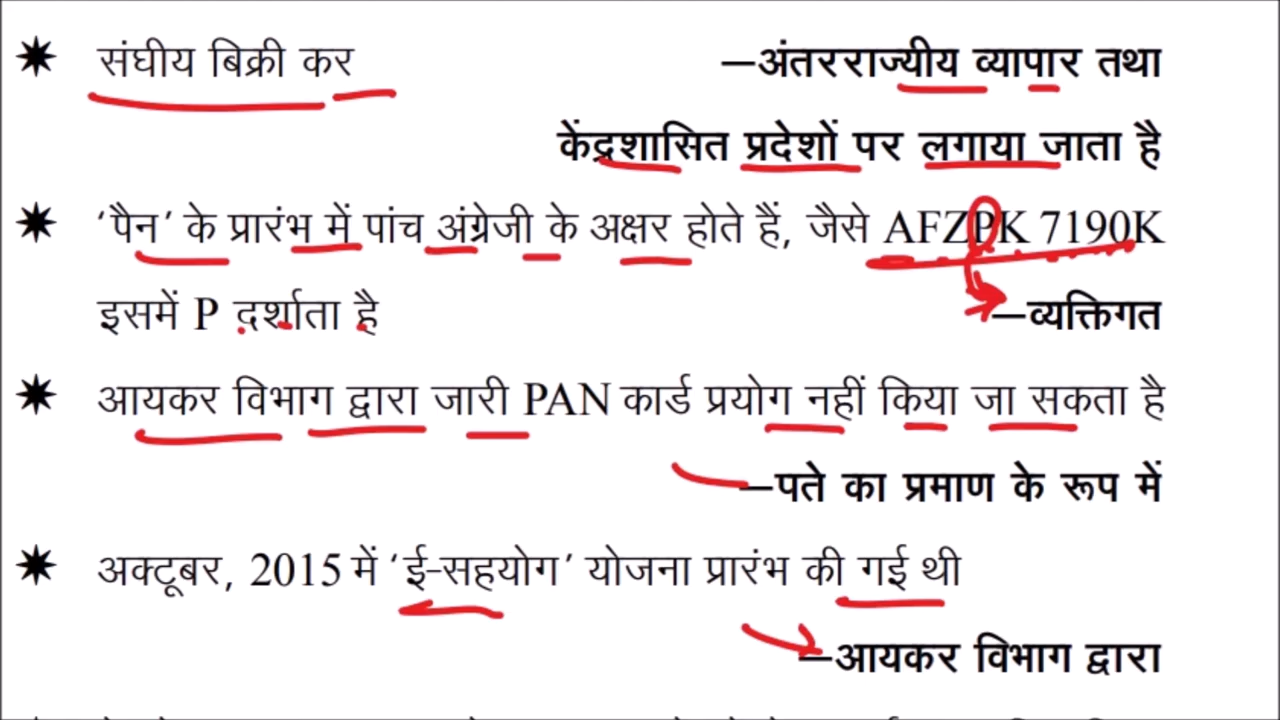 ✷ संघीय बिक्री कर —अंतरराज्यीय व्यापार तथा
केंद्रशासित प्रदेशों पर लगाया जाता है
✷ ‘पैन’ के प्रारंभ में पांच अंग्रेजी के अक्षर होते हैं, जैसे AFZPK 7190K
इसमें P दर्शाता है —व्यक्तिगत
✷ आयकर विभाग द्वारा जारी PAN कार्ड प्रयोग नहीं किया जा सकता है
—पते का प्रमाण के रूप में
✷ अक्टूबर, 2015 में ‘ई-सहयोग’ योजना प्रारंभ की गई थी
—आयकर विभाग द्वारा